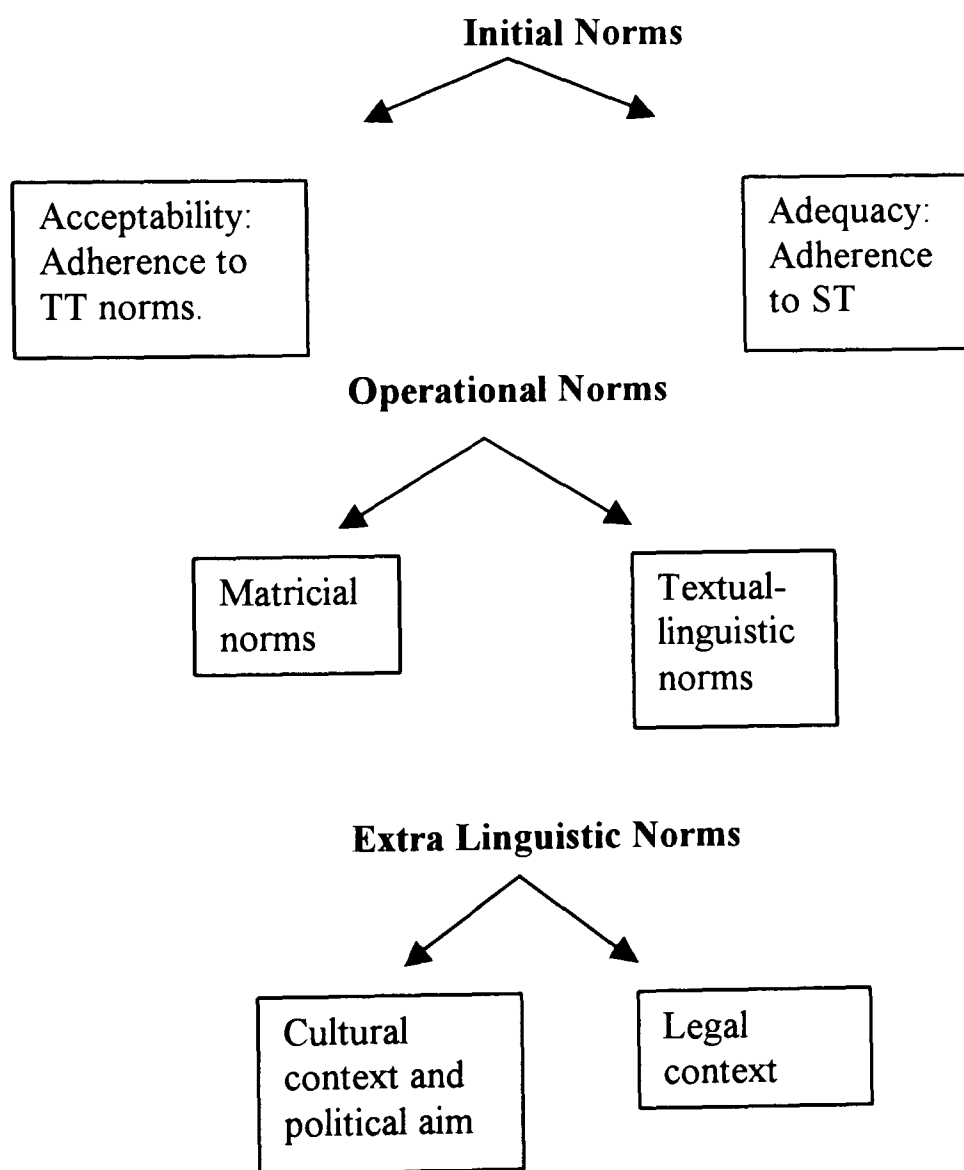 Initial Norms
Acceptability:
Adherence to
TT norms.
Adequacy:
Adherence
to ST
Operational Norms
Matricial
norms
Textual-
linguistic
norms
Extra Linguistic Norms
Cultural
context and
political aim
Legal
context